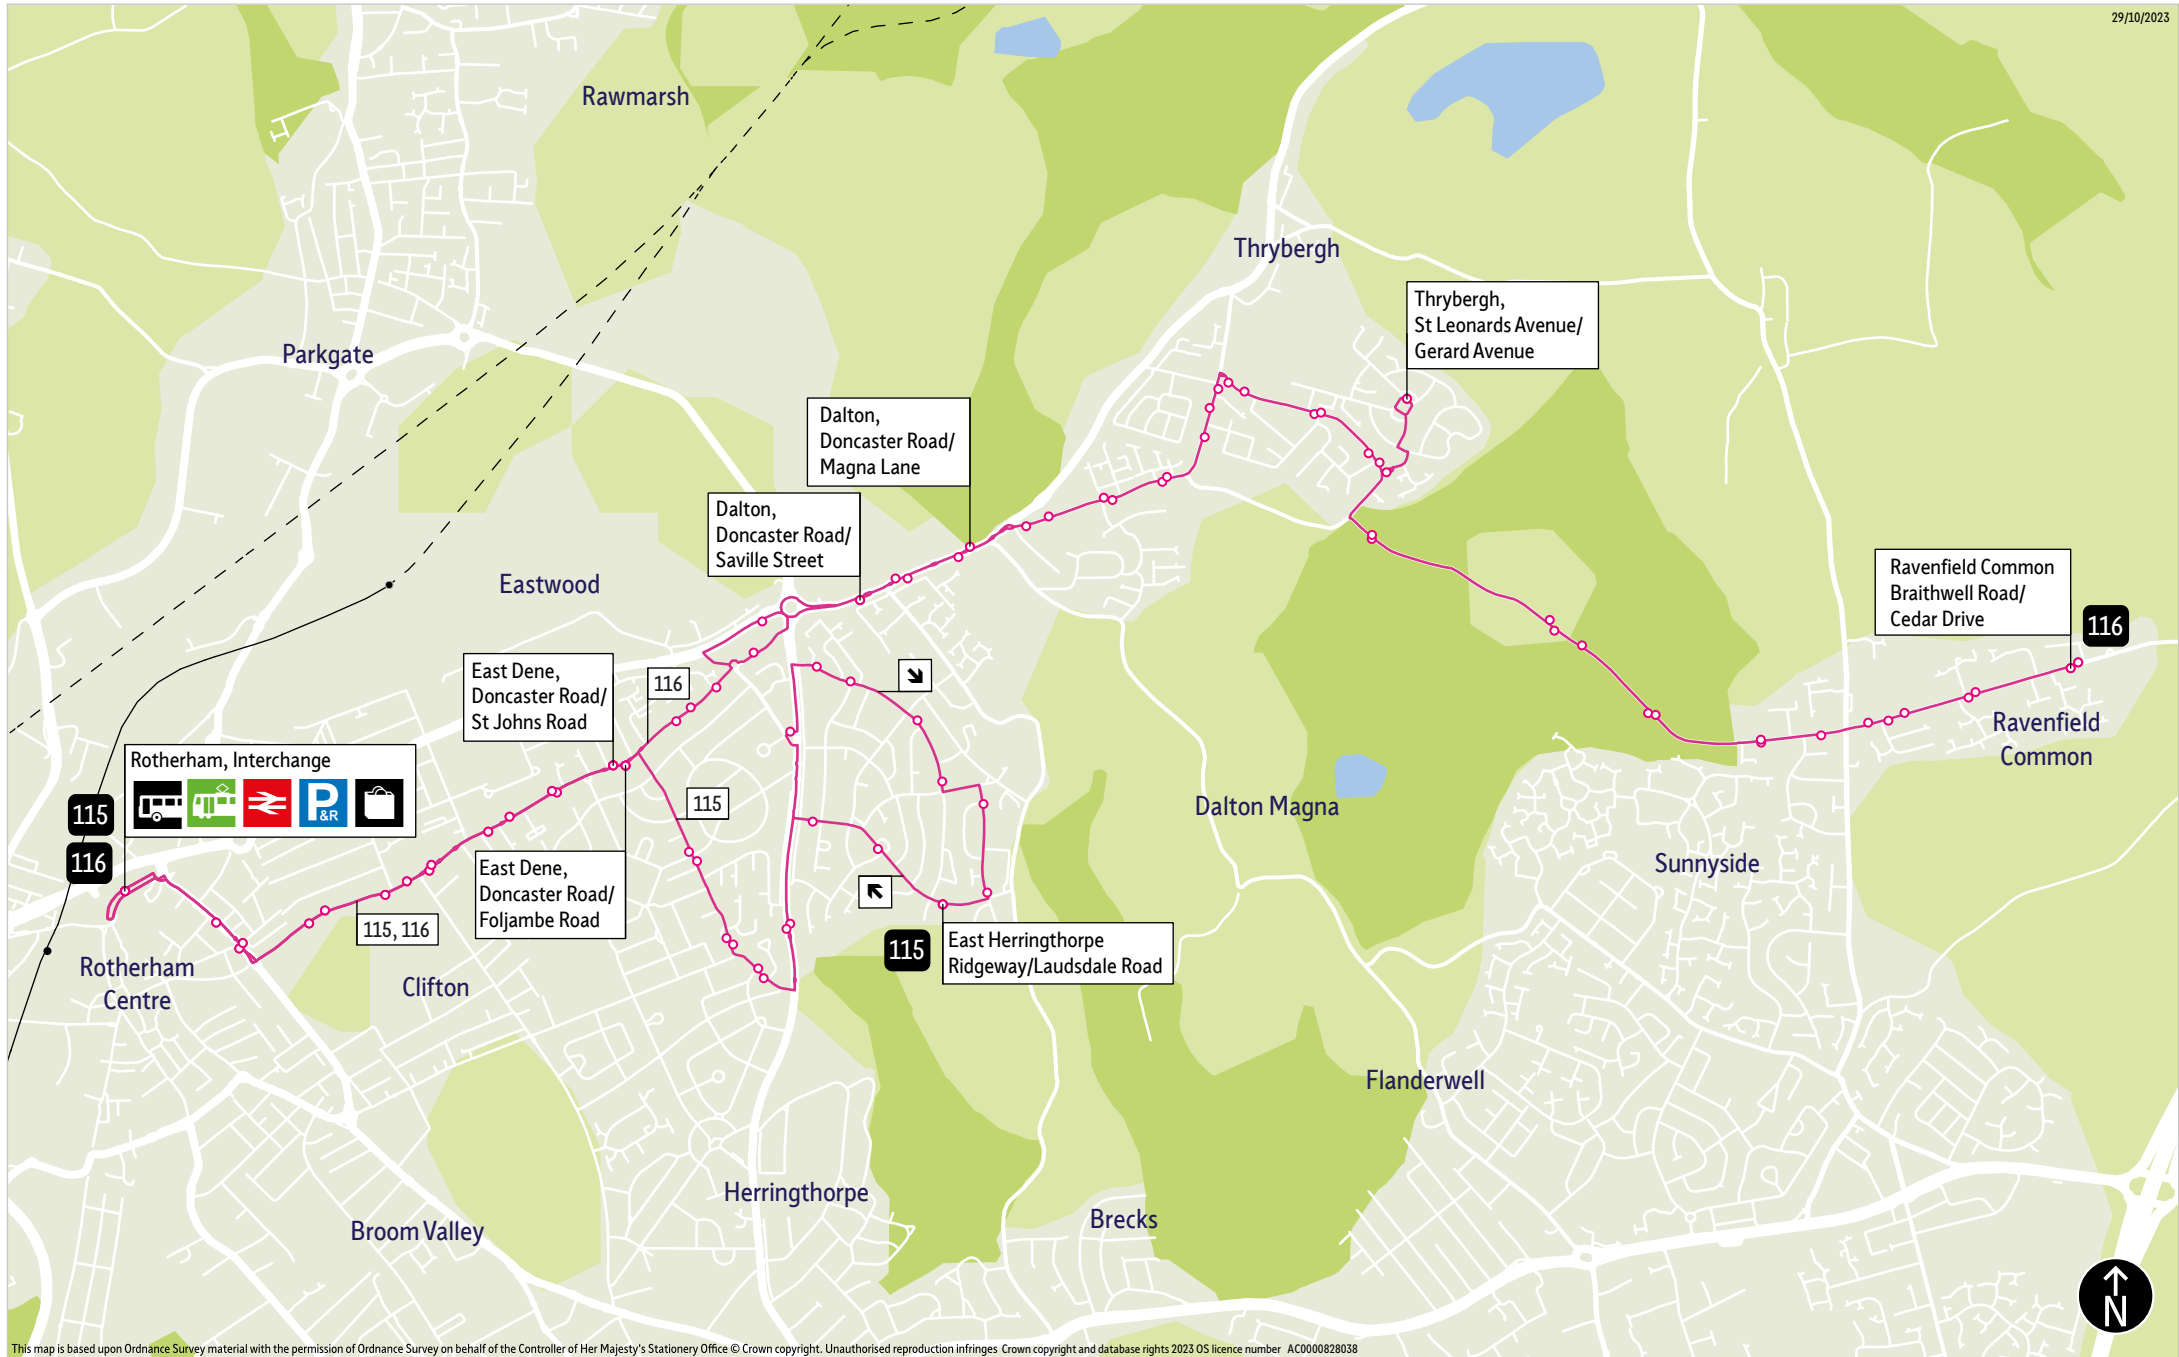 29/10/2023
Rawmarsh
Thrybergh
Thrybergh,
St Leonards Avenue/
Gerard Avenue
Parkgate
Dalton,
Doncaster Road/
Magna Lane
Dalton,
Doncaster Road/
Saville Street
Eastwood
Ravenfield Common
Braithwell Road/
Cedar Drive
116
East Dene,
Doncaster Road/
St Johns Road
116
Ravenfield
Common
Rotherham, Interchange
P
&R
115
116
115
Dalton Magna
Sunnyside
East Dene,
Doncaster Road/
Foljambe Road
115, 116
115
East Herringthorpe
Ridgeway/Laudsdale Road
Rotherham
Centre
Clifton
Flanderwell
Herringthorpe
Brecks
Broom Valley
N
This map is based upon Ordnance Survey material with the permission of Ordnance Survey on behalf of the Controller of Her Majesty's Stationery Office © Crown copyright. Unauthorised reproduction infringes Crown copyright and database rights 2023 OS licence number AC0000828038